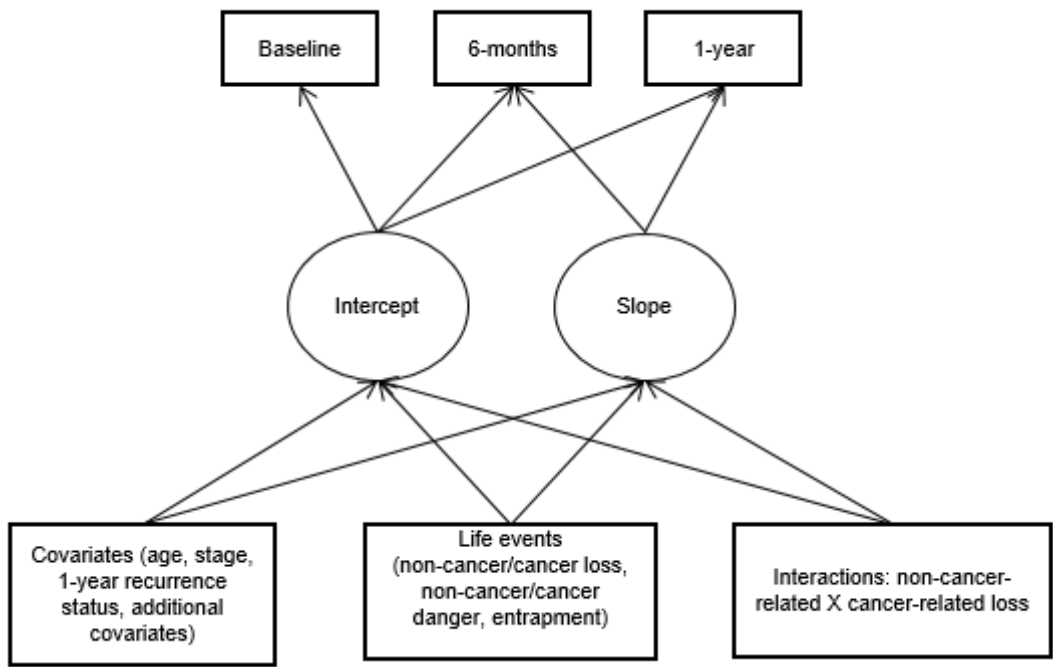 Baseline
6-months
1-year
Intercept
Slope
Covariates (age, stage,
1-year recurrence
status, additional
covariates)
Life events
(non-cancer/cancer loss,
non-cancer/cancer
danger, entrapment)
Interactions: non-cancer-
related X cancer-related loss